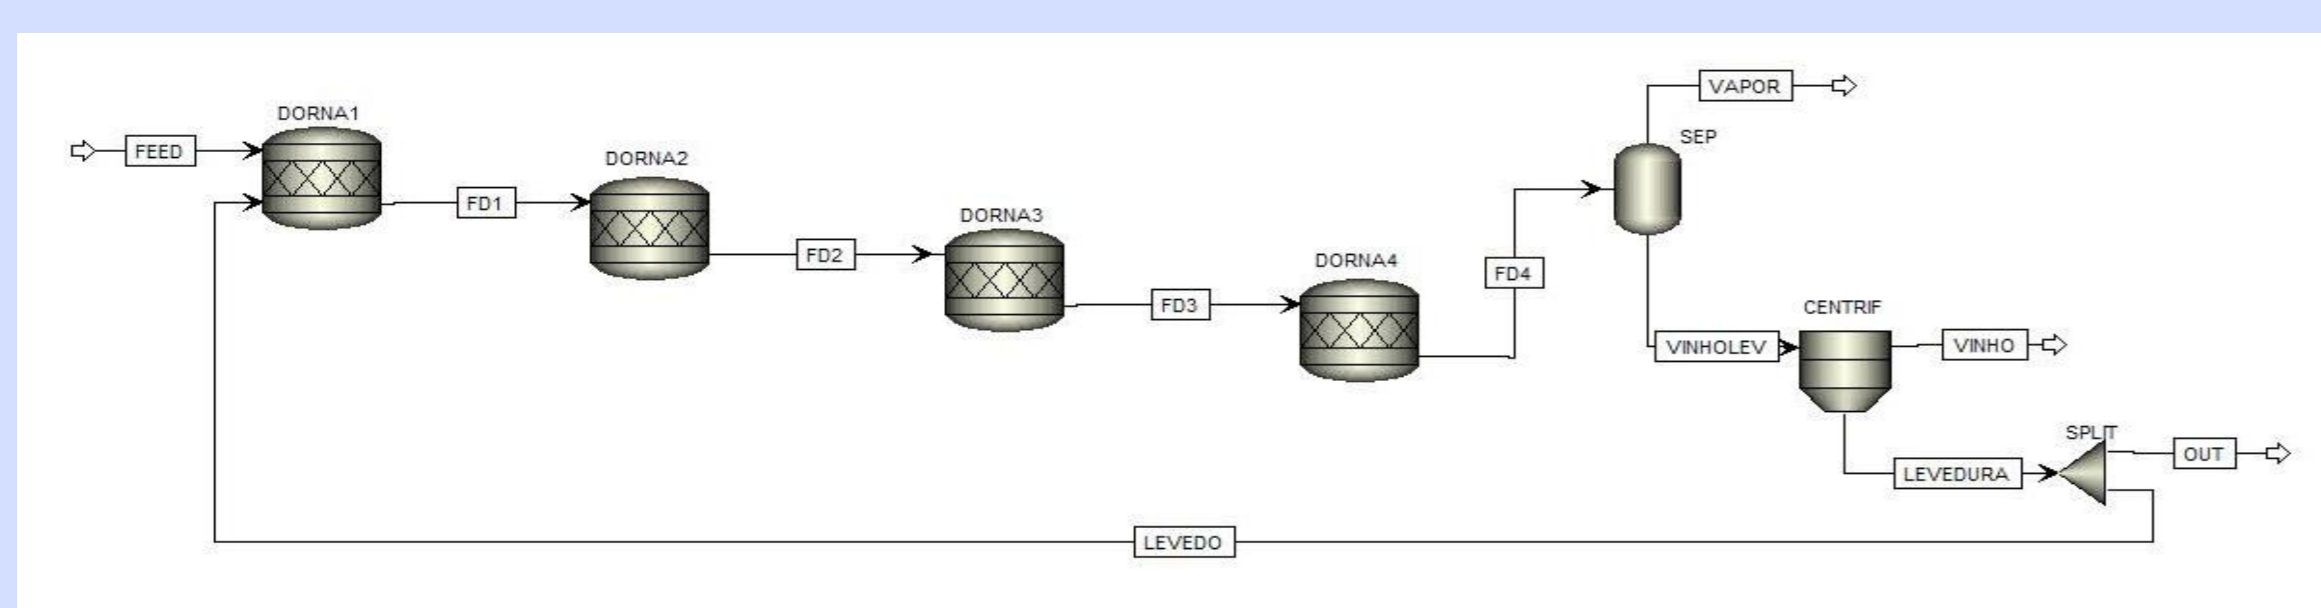 DORNA1
FEED
DORNA2
FD1
DORNA3
FD2
DORNA4
FD3
FD4
VAPOR
SEP
CENTRIF
VINHOLEV
VINHO
SPLIT
LEVEDURA
OUT
LEVEDO